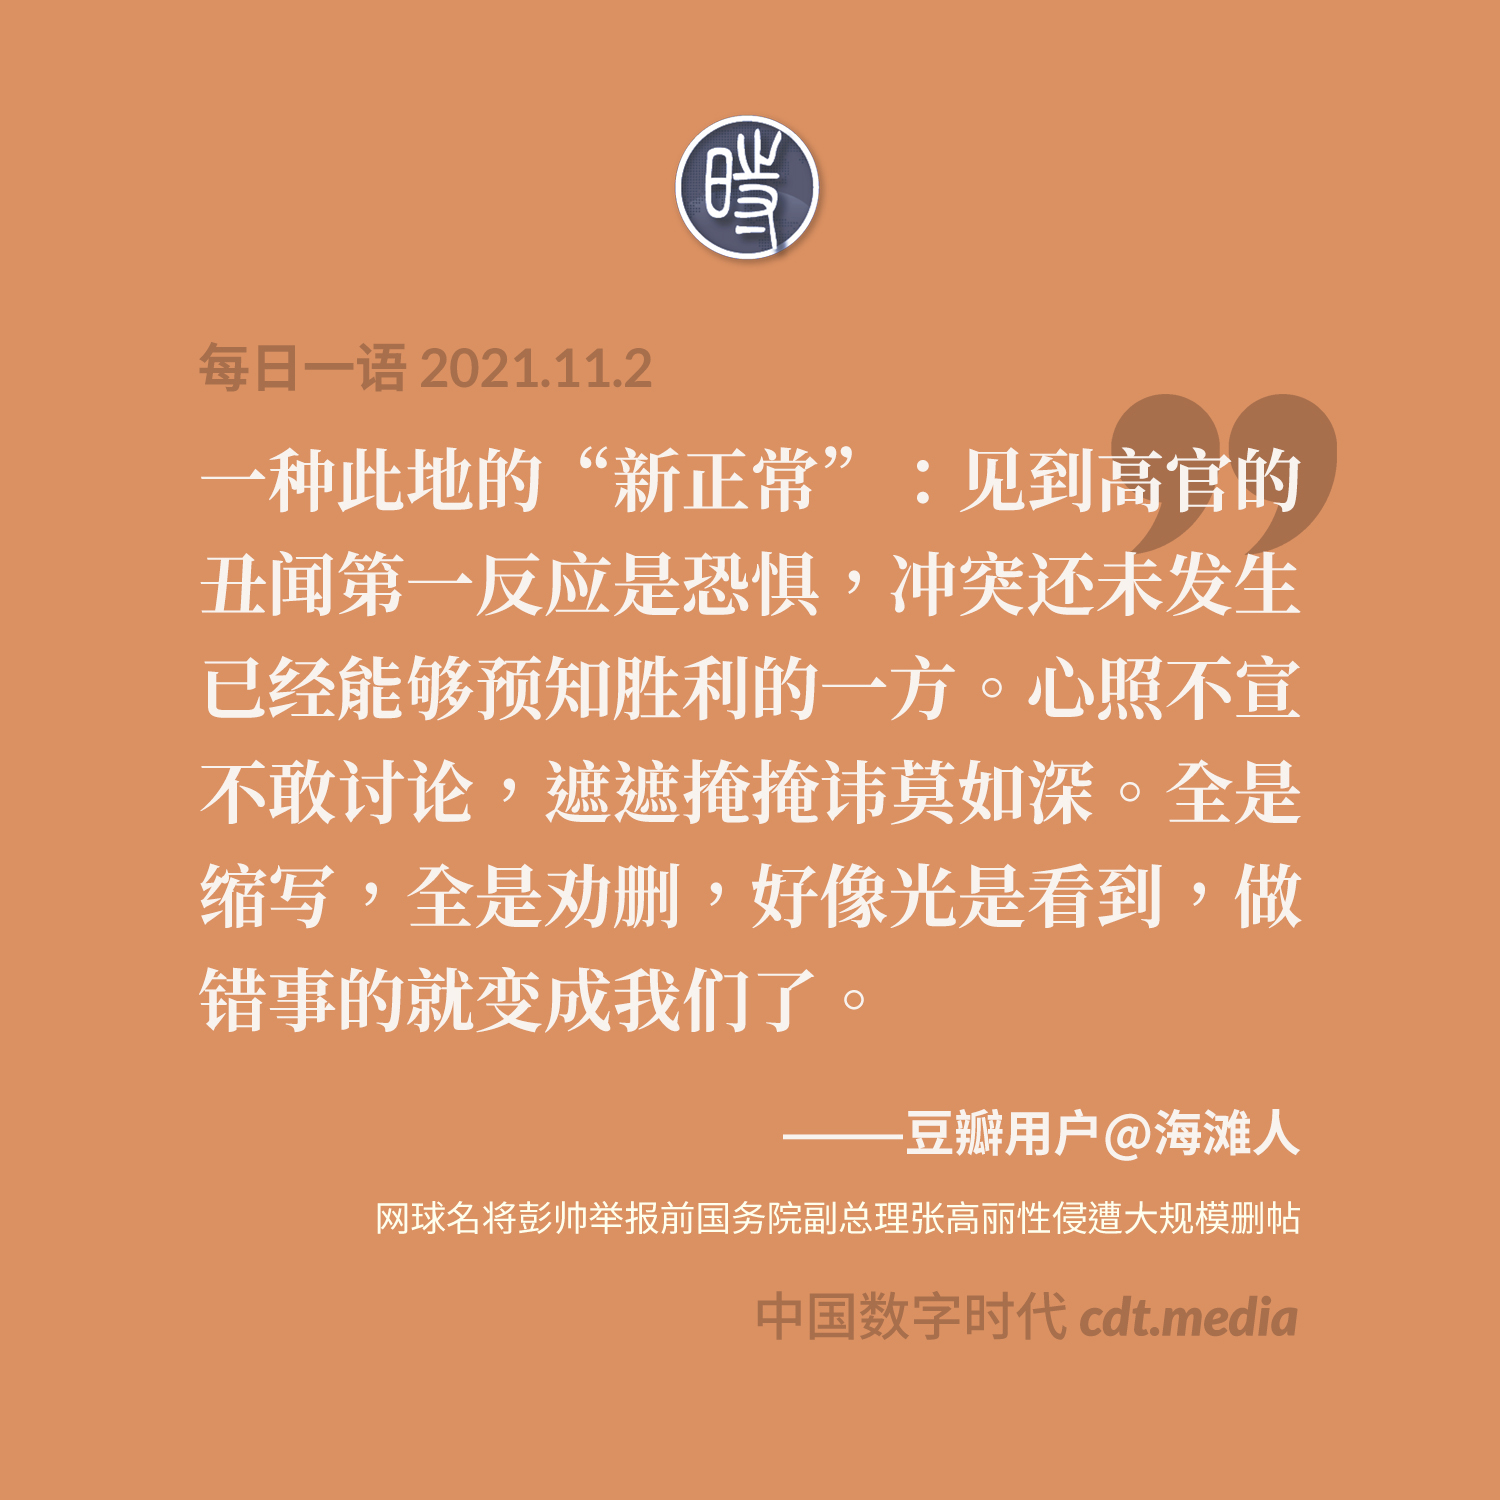 時
每日一语 2021.11.2
一种此地的“新正常”：见到高官的
丑闻第一反应是恐惧，冲突还未发生
已经能够预知胜利的一方。心照不宣
不敢讨论，遮遮掩掩讳莫如深。全是
缩写，全是劝删，好像光是看到，做
错事的就变成我们了。
———豆瓣用户@海滩人
网球名将彭帅举报前国务院副总理张高丽性侵遭大规模删帖
中国数字时代 cdt.media